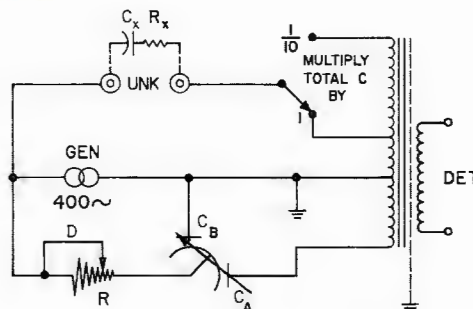 Cx Rx
UNK
1/10
MULTIPLY
TOTAL C
BY
1
GEN
400~
DET
D
R
CB
CA